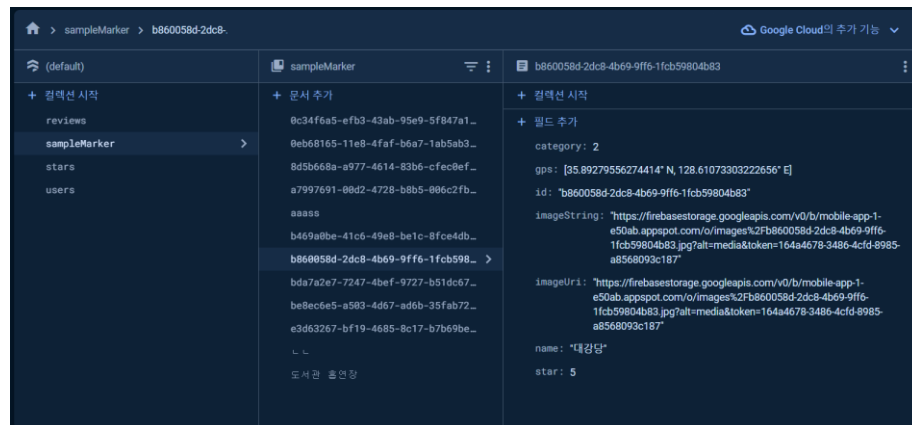 sampleMarker > b860058d-2dc8-.
Google Cloud의 추가 기능
(default)
+ 컬렉션 시작
reviews
sampleMarker
stars
users
sampleMarker
+ 문서 추가
0c34f6a5-efb3-43ab-95e9-5f847a1…
0eb68165-11e8-4faf-b6a7-1ab5ab3…
8d5b668a-a977-4614-83b6-cfec0ef…
a7997691-00d2-4728-b8b5-006c2fb…
aaass
b469a0be-41c6-49e8-be1c-8fce4db…
b860058d-2dc8-4b69-9ff6-1fcb598…
bda7a2e7-7247-4bef-9727-b51dc67…
be8ec6e5-a503-4d67-ad6b-35fab72…
e3d63267-bf19-4685-8c17-b7b69be…
ㄴㄴ
도서관 흡연장
b860058d-2dc8-4b69-9ff6-1fcb59804b83
+ 컬렉션 시작
+ 필드 추가
category: 2
gps: [35.89279556274414° N, 128.61073303222656° E]
id: "b860058d-2dc8-4b69-9ff6-1fcb59804b83"
imageString: "https://firebasestorage.googleapis.com/v0/b/mobile-app-1-
e50ab.appspot.com/o/images%2Fb860058d-2dc8-4b69-9ff6-
1fcb59804b83.jpg?alt=media&token=164a4678-3486-4cfd-8985-
a8568093c187"
imageUri: "https://firebasestorage.googleapis.com/v0/b/mobile-app-1-
e50ab.appspot.com/o/images%2Fb860058d-2dc8-4b69-9ff6-
1fcb59804b83.jpg?alt=media&token=164a4678-3486-4cfd-8985-
a8568093c187"
name: "대강당"
star: 5